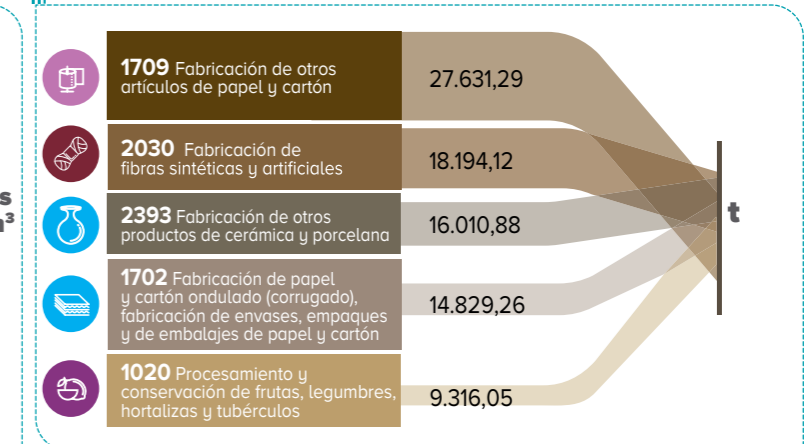 s
m³
1709 Fabricación de otros
artículos de papel y cartón
27.631,29
2030 Fabricación de
fibras sintéticas y artificiales
18.194,12
2393 Fabricación de otros
productos de cerámica y porcelana
16.010,88
1702 Fabricación de papel
y cartón ondulado (corrugado),
fabricación de envases, empaques
y de embalajes de papel y cartón
14.829,26
1020 Procesamiento y
conservación de frutas, legumbres,
hortalizas y tubérculos
9.316,05
t